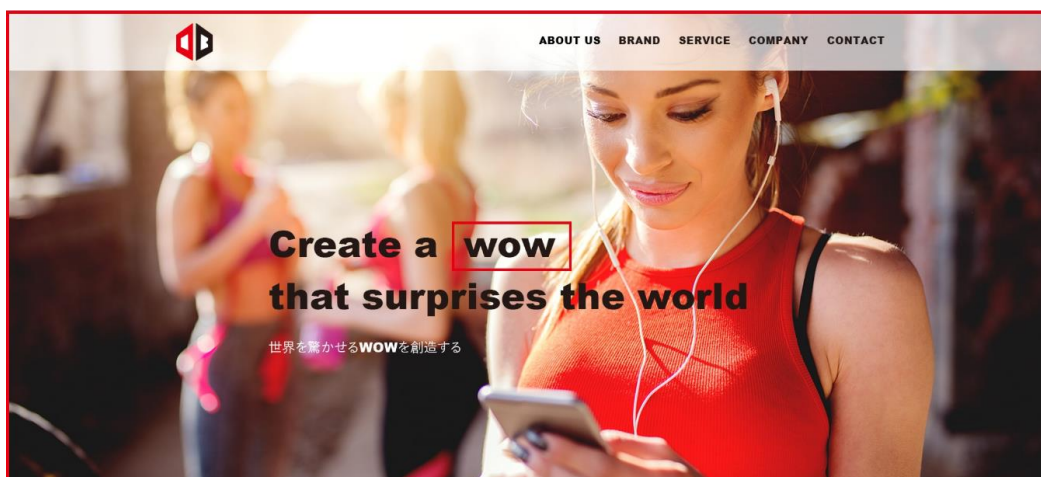 ABOUT US BRAND SERVICE COMPANY CONTACT
Create a wow
that surprises the world
世界を驚かせるWOWを創造する